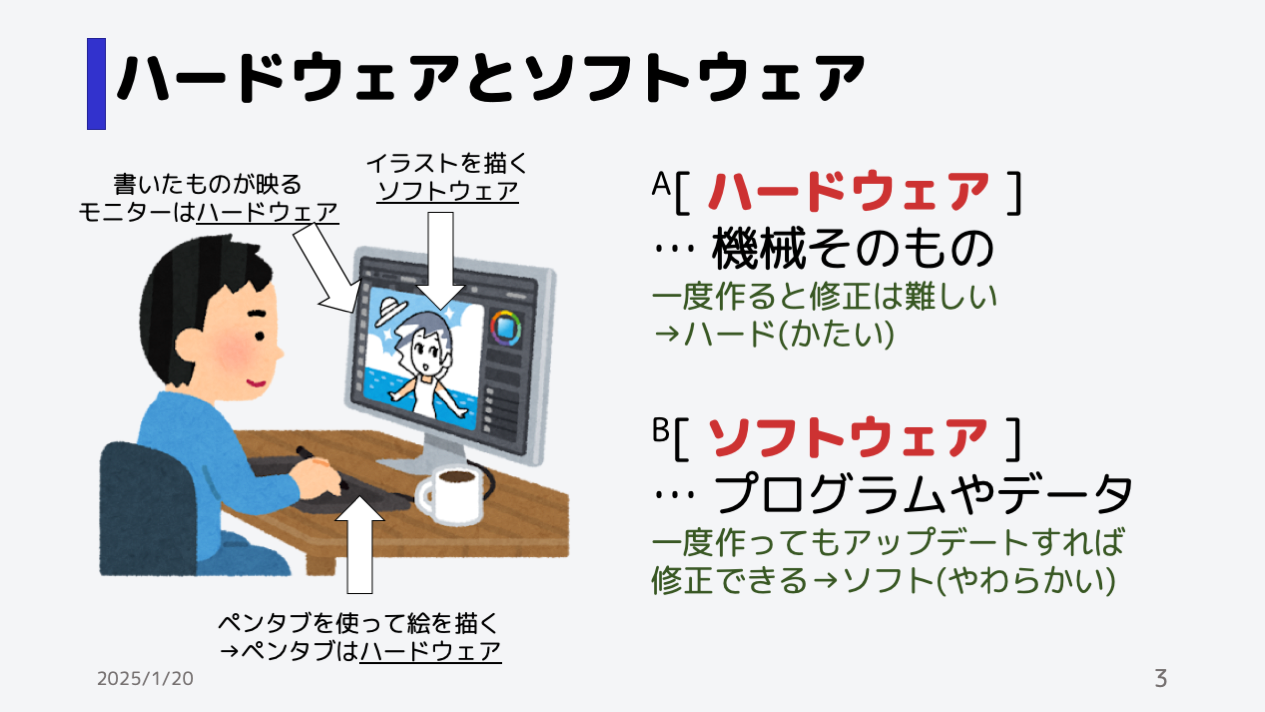 ハードウェアとソフトウェア
書いたものが映る
モニターはハードウェア
イラストを描く
ソフトウェア
ペンタブを使って絵を描く
→ペンタブはハードウェア
A[ ハードウェア ]
… 機械そのもの
一度作ると修正は難しい
→ハード(かたい)
B[ ソフトウェア ]
… プログラムやデータ
一度作ってもアップデートすれば
修正できる→ソフト(やわらかい)
2025/1/20
3